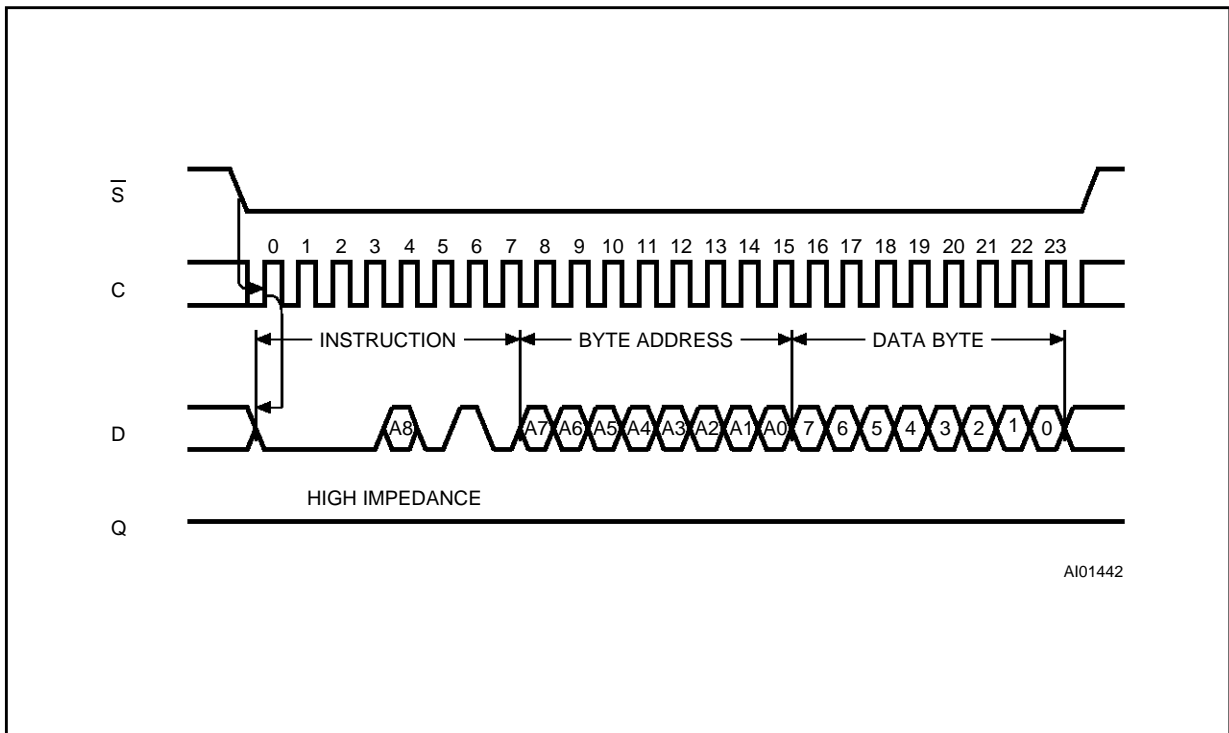 S
0 1 2 3 4 5 6 7 8 9 10 11 12 13 14 15 16 17 18 19 20 21 22 23
C
INSTRUCTION BYTE ADDRESS DATA BYTE
D A8 A7 A6 A5 A4 A3 A2 A1 A0 7 6 5 4 3 2 1 0
HIGH IMPEDANCE
Q
AI01442